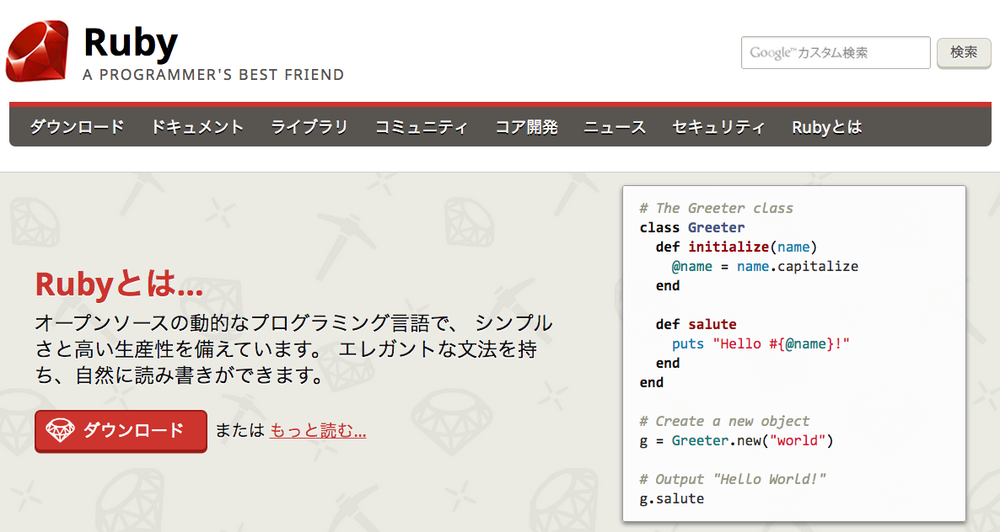 Ruby
A PROGRAMMER'S BEST FRIEND
Google™カスタム検索
検索
ダウンロード ドキュメント ライブラリ コミュニティ コア開発 ニュース セキュリティ Rubyとは
Rubyとは...
オープンソースの動的なプログラミング言語で、 シンプル
さと高い生産性を備えています。 エレガントな文法を持
ち、自然に読み書きができます。
ダウンロード または もっと読む...
# The Greeter class
class Greeter
  def initialize(name)
    @name = name.capitalize
  end

  def salute
    puts "Hello #{@name}!"
  end
end

# Create a new object
g = Greeter.new("world")

# Output "Hello World!"
g.salute